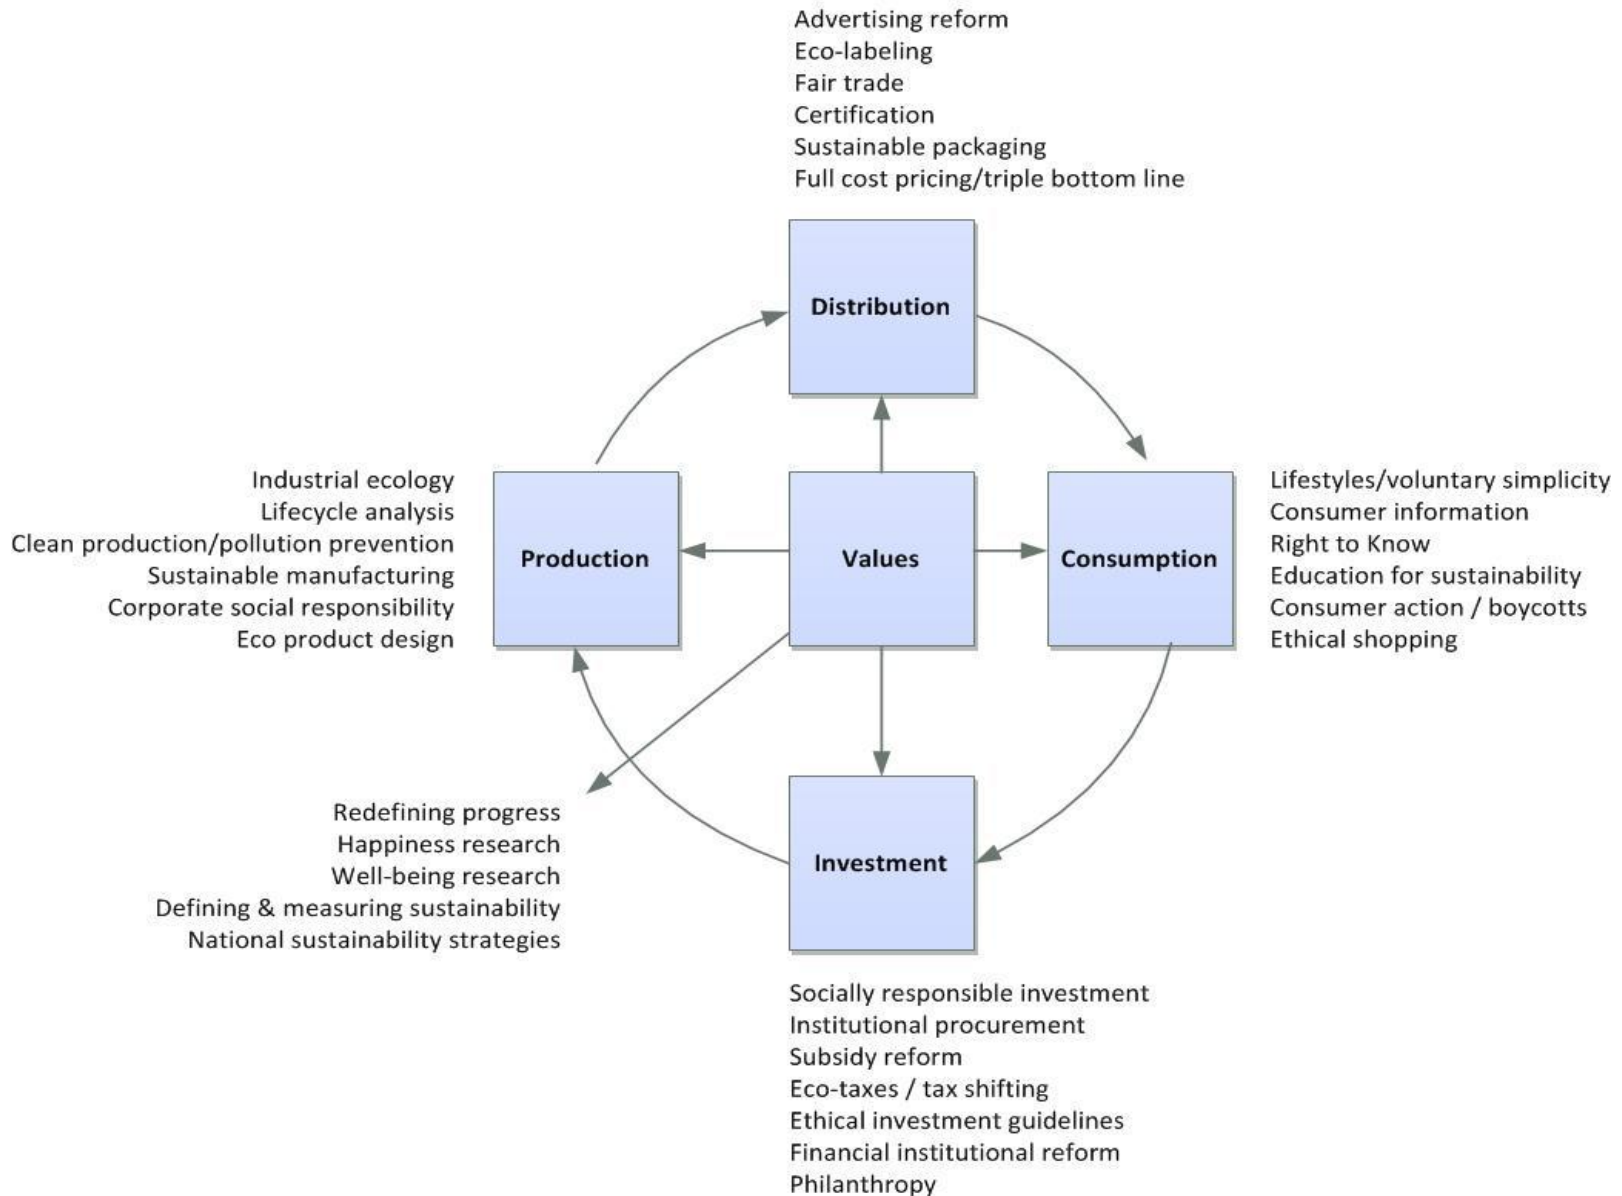 Advertising reform
Eco-labeling
Fair trade
Certification
Sustainable packaging
Full cost pricing/triple bottom line
Distribution
Industrial ecology
Lifecycle analysis
Clean production/pollution prevention
Sustainable manufacturing
Corporate social responsibility
Eco product design
Production
Values
Consumption
Lifestyles/voluntary simplicity
Consumer information
Right to Know
Education for sustainability
Consumer action / boycotts
Ethical shopping
Redefining progress
Happiness research
Well-being research
Defining & measuring sustainability
National sustainability strategies
Investment
Socially responsible investment
Institutional procurement
Subsidy reform
Eco-taxes / tax shifting
Ethical investment guidelines
Financial institutional reform
Philanthropy